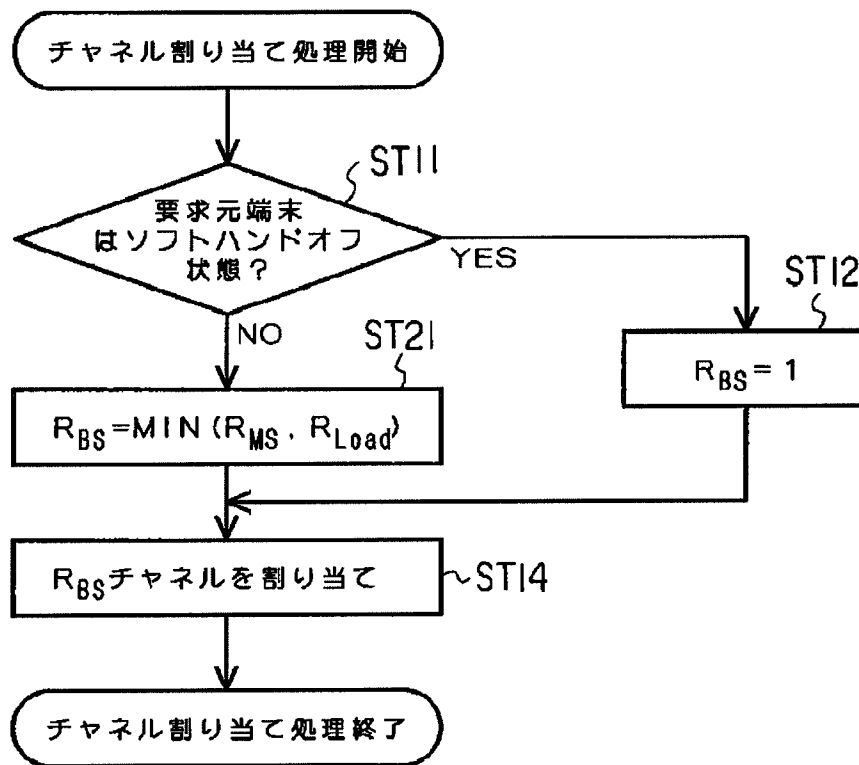 チャネル割り当て処理開始
ST11
要求元端末
はソフトハンドオフ
状態?
YES
ST12
NO
ST21
R_BS = 1
R_BS=MIN(R_MS, R_Load)
R_BSチャネルを割り当て
ST14
チャネル割り当て処理終了